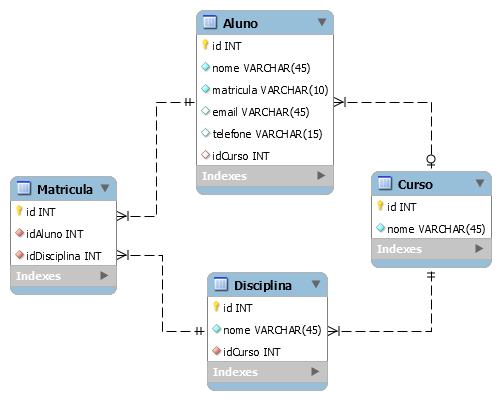 Aluno
id INT
nome VARCHAR(45)
matricula VARCHAR(10)
email VARCHAR(45)
telefone VARCHAR(15)
idCurso INT
Indexes
Matricula
id INT
idAluno INT
idDisciplina INT
Indexes
Curso
id INT
nome VARCHAR(45)
Indexes
Disciplina
id INT
nome VARCHAR(45)
idCurso INT
Indexes